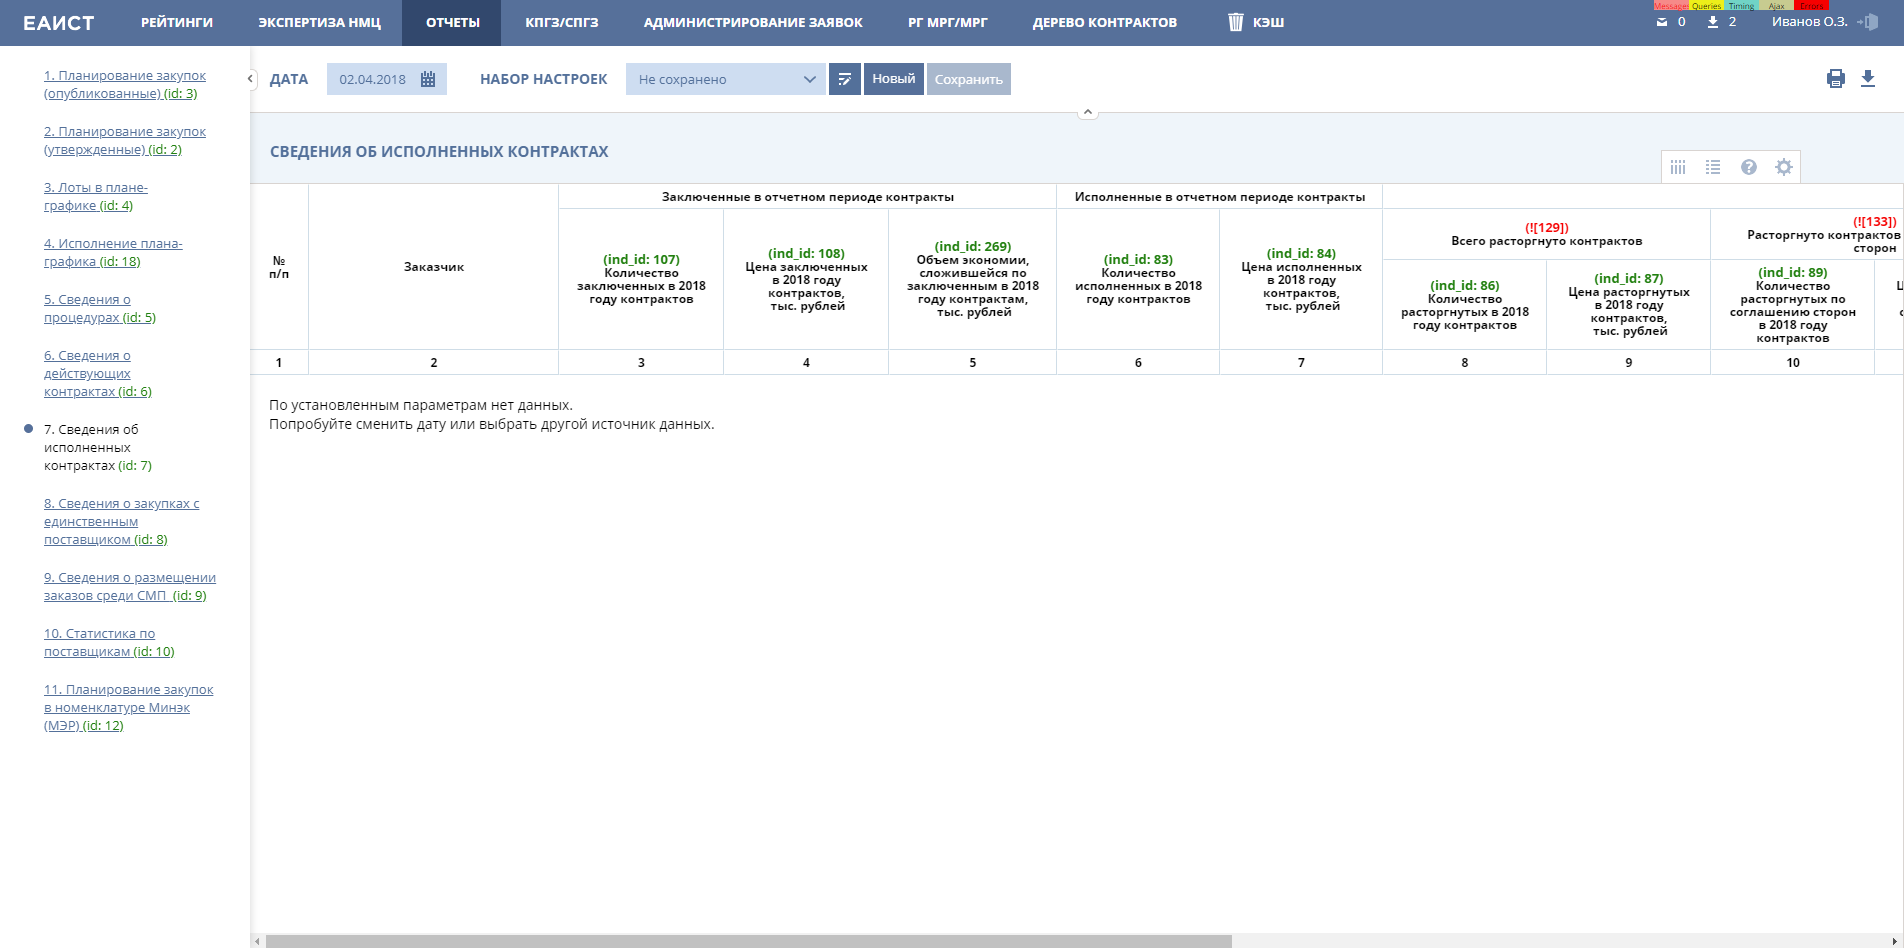 ЕАИСТ РЕЙТИНГИ ЭКСПЕРТИЗА НМЦ ОТЧЕТЫ КПГЗ/СПГЗ АДМИНИСТРИРОВАНИЕ ЗАЯВОК РГ МРГ/МРГ ДЕРЕВО КОНТРАКТОВ КЭШ
Messages Queries Timing Ajax Errors
0 2 Иванов О.З.
1. Планирование закупок
(опубликованные) (id: 3)
2. Планирование закупок
(утвержденные) (id: 2)
3. Лоты в плане-
графике (id: 4)
4. Исполнение плана-
графика (id: 18)
5. Сведения о
процедурах (id: 5)
6. Сведения о
действующих
контрактах (id: 6)
7. Сведения об
исполненных
контрактах (id: 7)
8. Сведения о закупках с
единственным
поставщиком (id: 8)
9. Сведения о размещении
заказов среди СМП (id: 9)
10. Статистика по
поставщикам (id: 10)
11. Планирование закупок
в номенклатуре Минэк
(МЭР) (id: 12)
ДАТА 02.04.2018 НАБОР НАСТРОЕК Не сохранено Новый Сохранить
СВЕДЕНИЯ ОБ ИСПОЛНЕННЫХ КОНТРАКТАХ
№
п/п
Заказчик
Заключенные в отчетном периоде контракты
(ind_id: 107)
Количество
заключенных в 2018
году контрактов
(ind_id: 108)
Цена заключенных
в 2018 году
контрактов,
тыс. рублей
(ind_id: 269)
Объем экономии,
сложившейся по
заключенным в 2018
году контрактам,
тыс. рублей
Исполненные в отчетном периоде контракты
(ind_id: 83)
Количество
исполненных в 2018
году контрактов
(ind_id: 84)
Цена исполненных
в 2018 году
контрактов,
тыс. рублей
(![129])
Всего расторгнуто контрактов
(ind_id: 86)
Количество
расторгнутых в 2018
году контрактов
(ind_id: 87)
Цена расторгнутых
в 2018 году
контрактов,
тыс. рублей
(![133])
Расторгнуто контрактов
сторон
(ind_id: 89)
Количество
расторгнутых по
соглашению сторон
в 2018 году
контрактов
1 2 3 4 5 6 7 8 9 10
По установленным параметрам нет данных.
Попробуйте сменить дату или выбрать другой источник данных.